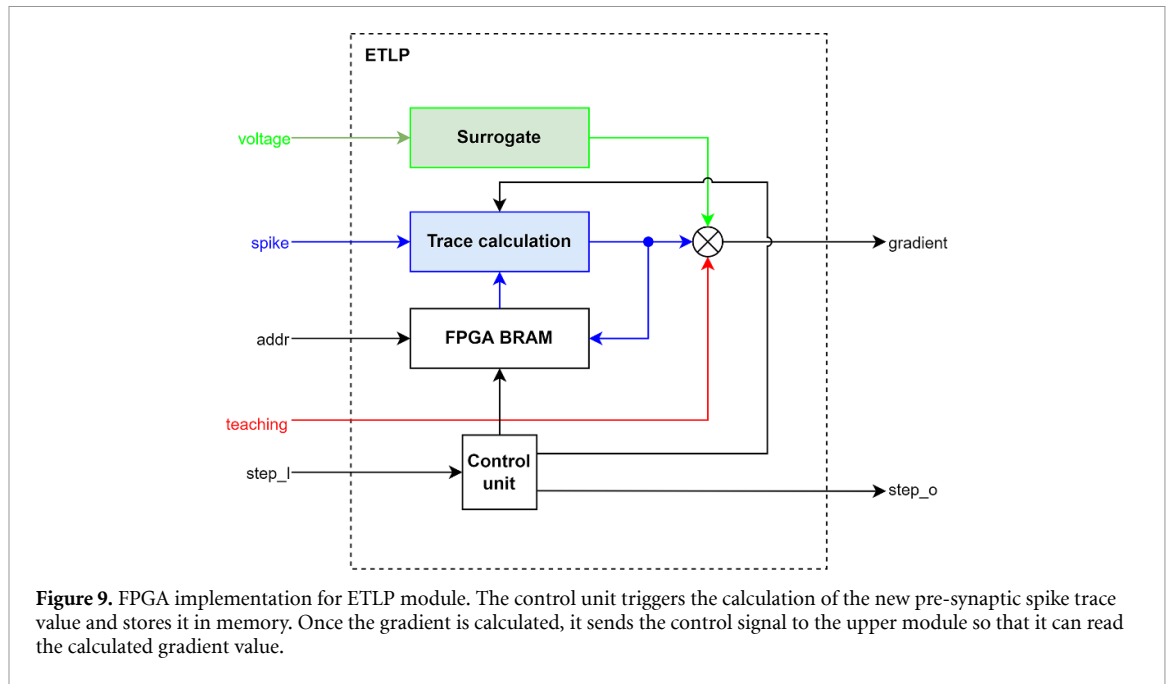 ETLP
voltage
Surrogate
spike
Trace calculation
gradient
addr
FPGA BRAM
teaching
step_I
Control
unit
step_o
Figure 9. FPGA implementation for ETLP module. The control unit triggers the calculation of the new pre-synaptic spike trace
value and stores it in memory. Once the gradient is calculated, it sends the control signal to the upper module so that it can read
the calculated gradient value.